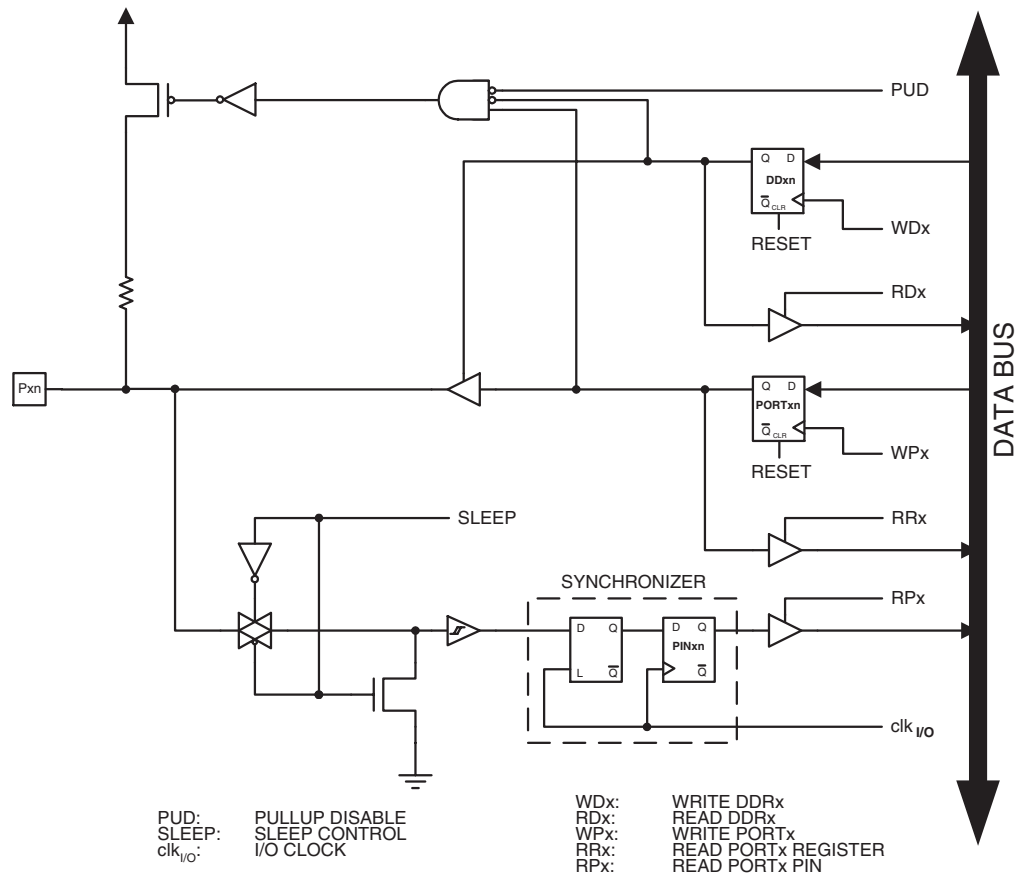 PUD
Q D
DDxn
Q CLR
WDx
RESET
RDx
Pxn
Q D
PORTxn
Q CLR
WPx
RESET
DATA BUS
SLEEP
RRx
SYNCHRONIZER
RPx
D Q
L Q
D Q
PINxn
Q
clk I/O
PUD: PULLUP DISABLE
SLEEP: SLEEP CONTROL
clkI/O: I/O CLOCK
WDx: WRITE DDRx
RDx: READ DDRx
WPx: WRITE PORTx
RRx: READ PORTx REGISTER
RPx: READ PORTx PIN